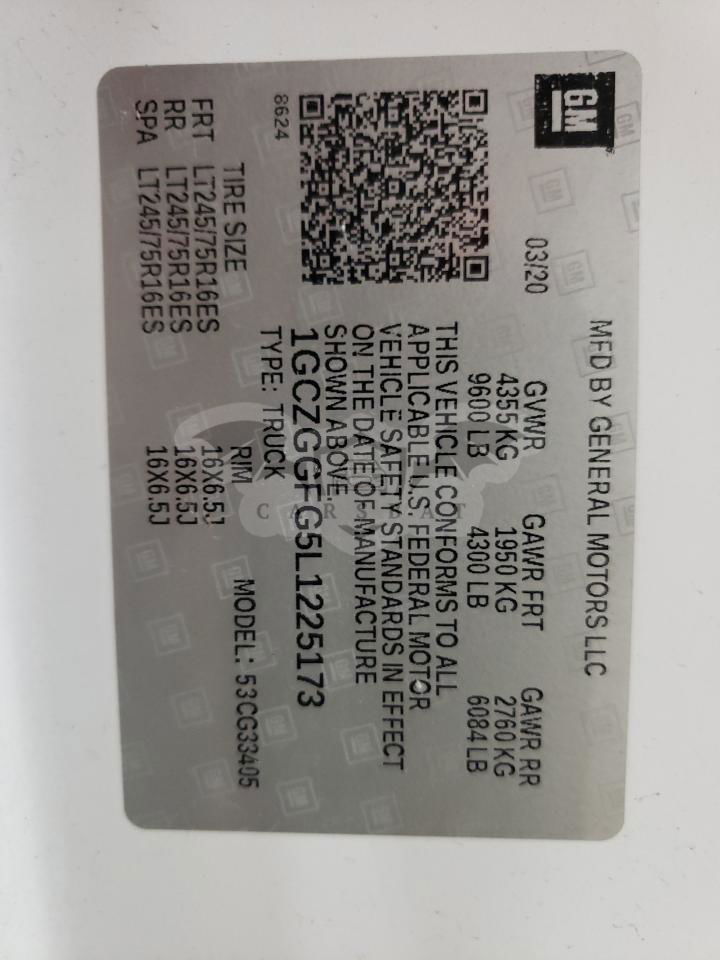 GM
MFD BY GENERAL MOTORS LLC
03/20
GVWR GAWR FRT GAWR RR
4355 KG 1950 KG 2760 KG
9600 LB 4300 LB 6084 LB
THIS VEHICLE CONFORMS TO ALL
APPLICABLE U.S. FEDERAL MOTOR
VEHICLE SAFETY STANDARDS IN EFFECT
ON THE DATE OF MANUFACTURE
SHOWN ABOVE.
1GCZGGFG5L1225173
8624
TYPE: TRUCK MODEL: 53CG33405
TIRE SIZE RIM
FRT LT245/75R16ES 16X6.5J
RR LT245/75R16ES 16X6.5J
SPA LT245/75R16ES 16X6.5J